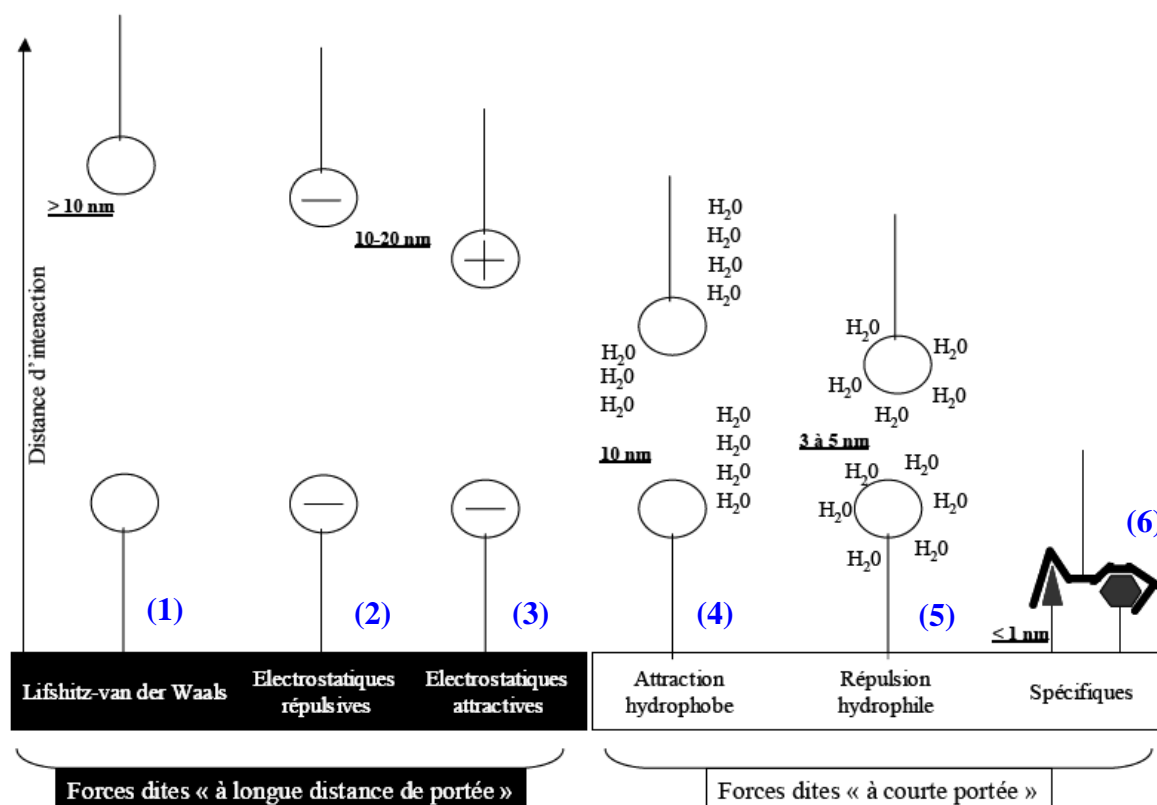 Distance d'interaction
> 10 nm
10-20 nm
H₂0
H₂0
H₂0
H₂0
H₂0
H₂0
H₂0
10 nm
H₂0
H₂0
H₂0
H₂0
H₂0
H₂0
H₂0
H₂0
H₂0
3 à 5 nm
H₂0
H₂0
H₂0
H₂0
H₂0
H₂0
< 1 nm
(1)
(2)
(3)
(4)
(5)
(6)
Lifshitz-van der Waals
Electrostatiques
répulsives
Electrostatiques
attractives
Attraction
hydrophobe
Répulsion
hydrophile
Spécifiques
Forces dites « à longue distance de portée »
Forces dites « à courte portée »